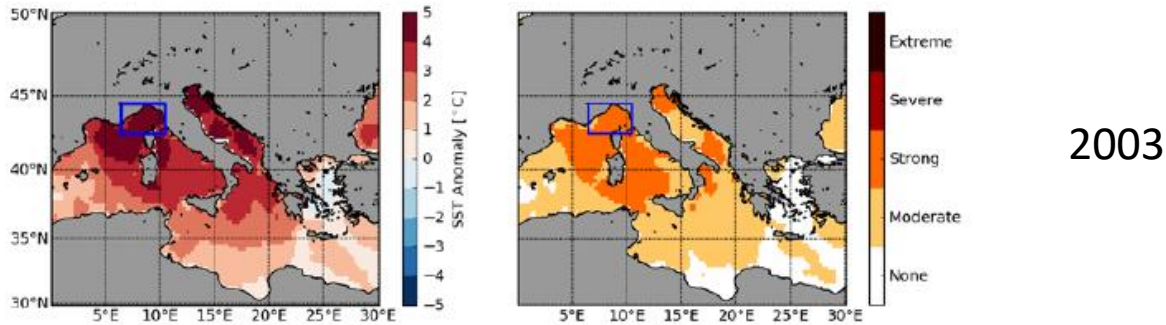 50°N
45°N
40°N
35°N
30°N
5°E 10°E 15°E 20°E 25°E 30°E
5
4
3
2
1
0
−1
−2
−3
−4
−5
SST Anomaly [°C]
5°E 10°E 15°E 20°E 25°E 30°E
Extreme
Severe
Strong
Moderate
None
2003